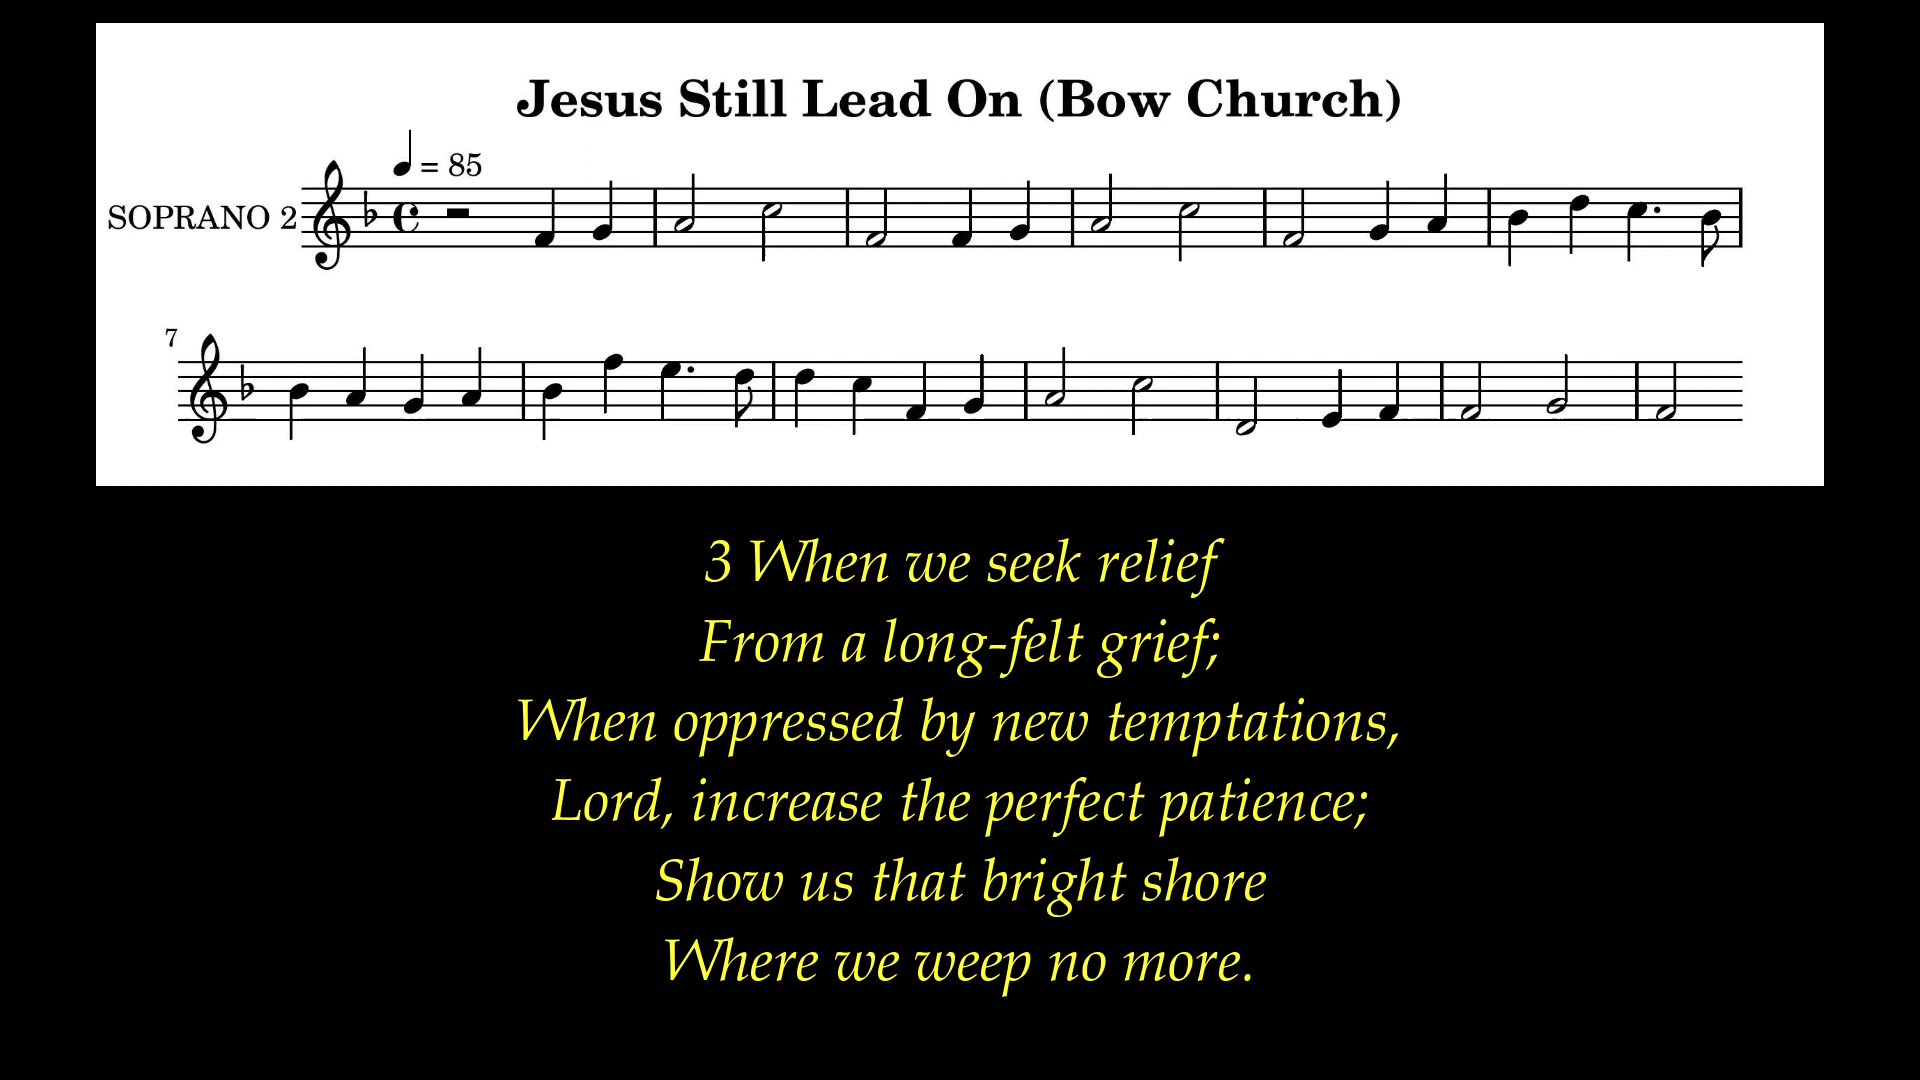 Jesus Still Lead On (Bow Church)
= 85
SOPRANO 2
7
3 When we seek relief
From a long-felt grief;
When oppressed by new temptations,
Lord, increase the perfect patience;
Show us that bright shore
Where we weep no more.